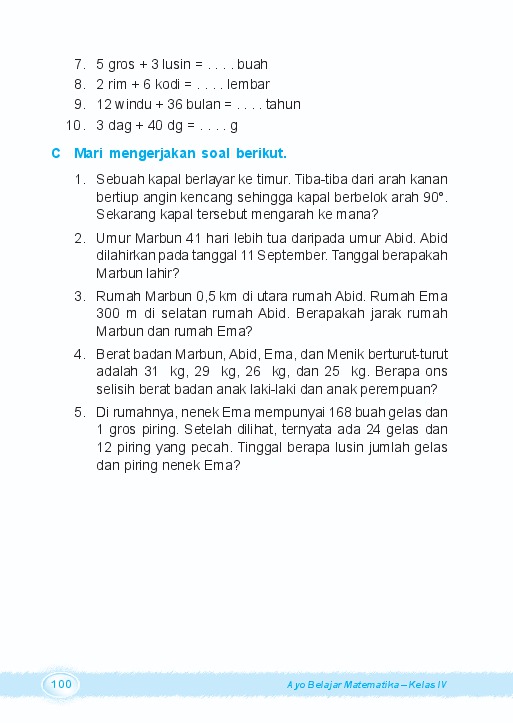 7. 5 gros + 3 lusin = . . . . buah
8. 2 rim + 6 kodi = . . . . lembar
9. 12 windu + 36 bulan = . . . . tahun
10. 3 dag + 40 dg = . . . . g
C Mari mengerjakan soal berikut.
1. Sebuah kapal berlayar ke timur. Tiba-tiba dari arah kanan
bertiup angin kencang sehingga kapal berbelok arah 90°.
Sekarang kapal tersebut mengarah ke mana?
2. Umur Marbun 41 hari lebih tua daripada umur Abid. Abid
dilahirkan pada tanggal 11 September. Tanggal berapakah
Marbun lahir?
3. Rumah Marbun 0,5 km di utara rumah Abid. Rumah Ema
300 m di selatan rumah Abid. Berapakah jarak rumah
Marbun dan rumah Ema?
4. Berat badan Marbun, Abid, Ema, dan Menik berturut-turut
adalah 31 kg, 29 kg, 26 kg, dan 25 kg. Berapa ons
selisih berat badan anak laki-laki dan anak perempuan?
5. Di rumahnya, nenek Ema mempunyai 168 buah gelas dan
1 gros piring. Setelah dilihat, ternyata ada 24 gelas dan
12 piring yang pecah. Tinggal berapa lusin jumlah gelas
dan piring nenek Ema?
100 Ayo Belajar Matematika – Kelas IV